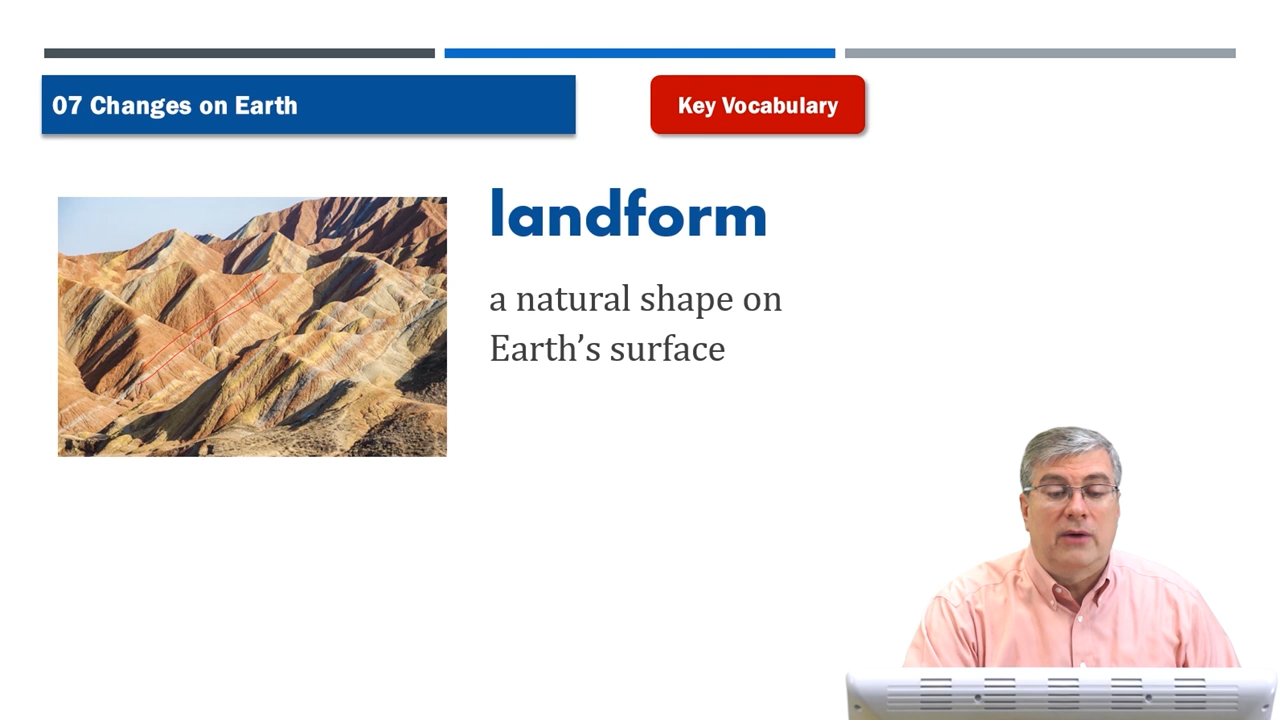 07 Changes on Earth
Key Vocabulary
landform
a natural shape on
Earth’s surface